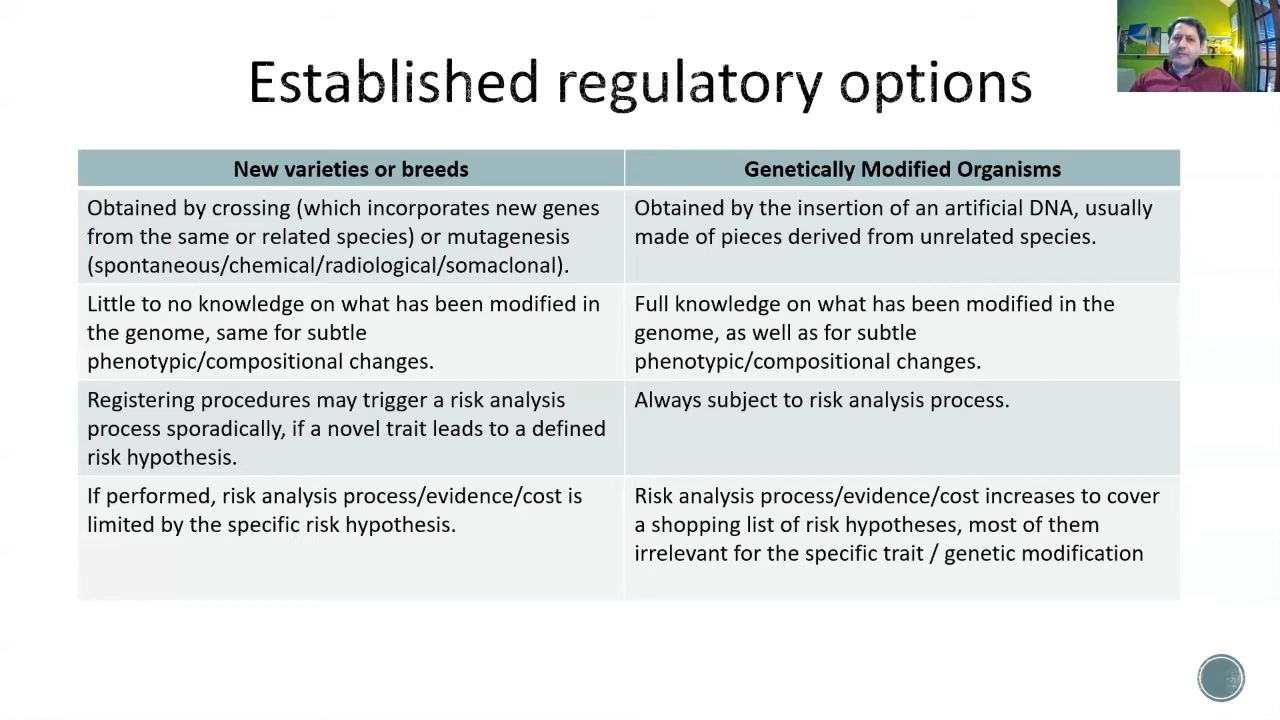 Established regulatory options
New varieties or breeds
Genetically Modified Organisms
Obtained by crossing (which incorporates new genes
from the same or related species) or mutagenesis
(spontaneous/chemical/radiological/somaclonal).
Obtained by the insertion of an artificial DNA, usually
made of pieces derived from unrelated species.
Little to no knowledge on what has been modified in
the genome, same for subtle
phenotypic/compositional changes.
Full knowledge on what has been modified in the
genome, as well as for subtle
phenotypic/compositional changes.
Registering procedures may trigger a risk analysis
process sporadically, if a novel trait leads to a defined
risk hypothesis.
Always subject to risk analysis process.
If performed, risk analysis process/evidence/cost is
limited by the specific risk hypothesis.
Risk analysis process/evidence/cost increases to cover
a shopping list of risk hypotheses, most of them
irrelevant for the specific trait / genetic modification